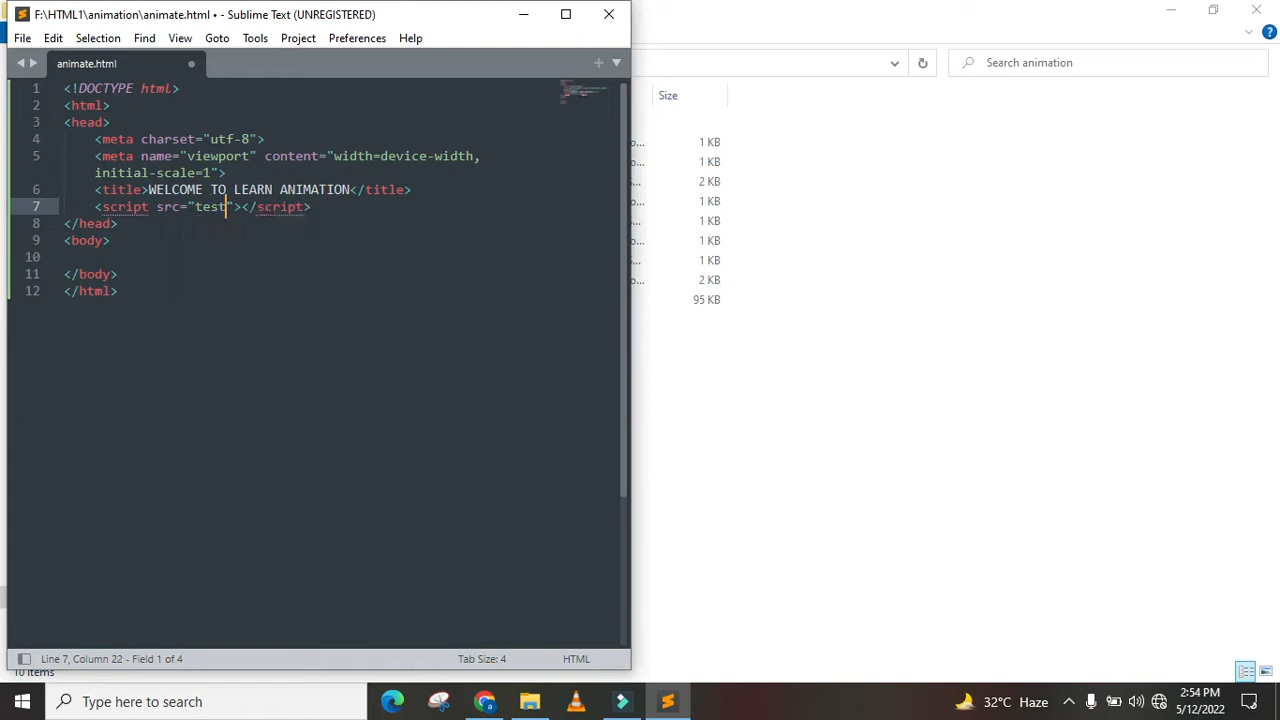 F:\HTML1\animation\animate.html • - Sublime Text (UNREGISTERED)
File Edit Selection Find View Goto Tools Project Preferences Help
Search animation
animate.html
Size
1 <!DOCTYPE html>
2 <html>
3 <head>
4 <meta charset="utf-8">
5 <meta name="viewport" content="width=device-width,
initial-scale=1">
6 <title>WELCOME TO LEARN ANIMATION</title>
7 <script src="test"></script>
8 </head>
9 <body>
10
11 </body>
12 </html>
o... 1 KB
s... 1 KB
o... 2 KB
o... 1 KB
s... 1 KB
o... 1 KB
s... 1 KB
o... 2 KB
95 KB
Line 7, Column 22 - Field 1 of 4
Tab Size: 4
HTML
10 items
Type here to search
32°C Haze
2:54 PM
5/12/2022